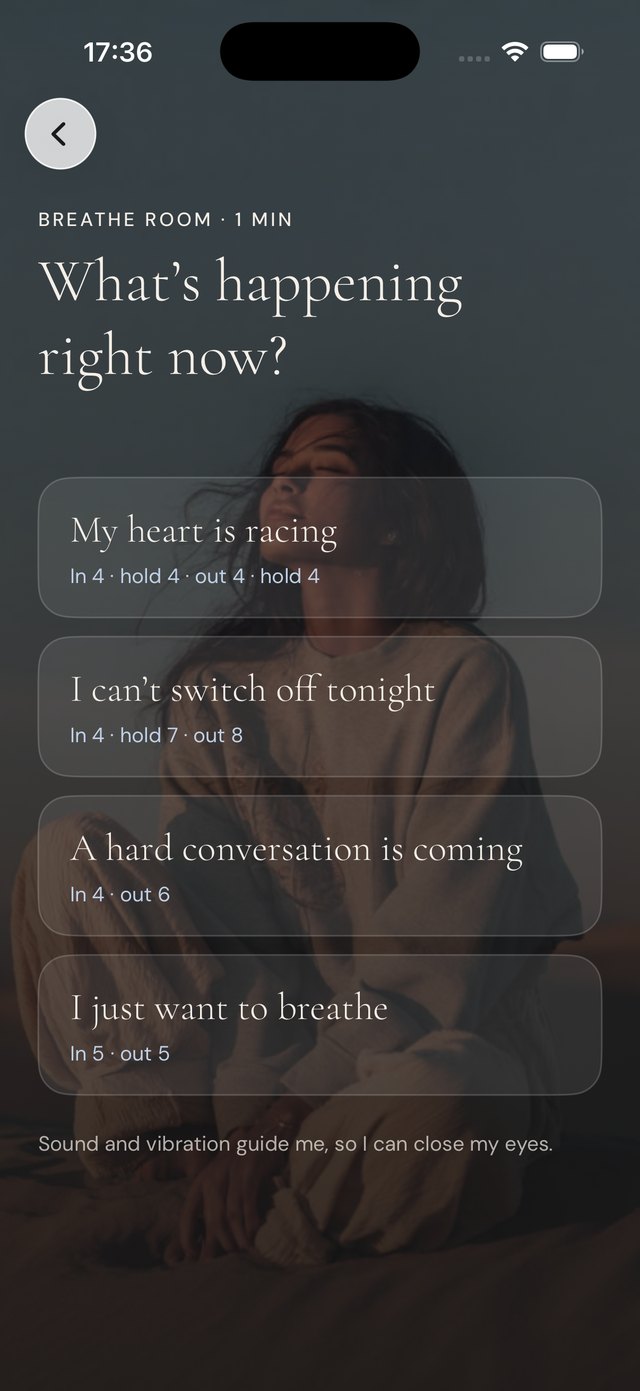 17:36
BREATHE ROOM · 1 MIN
What’s happening
right now?
My heart is racing
In 4 · hold 4 · out 4 · hold 4
I can’t switch off tonight
In 4 · hold 7 · out 8
A hard conversation is coming
In 4 · out 6
I just want to breathe
In 5 · out 5
Sound and vibration guide me, so I can close my eyes.